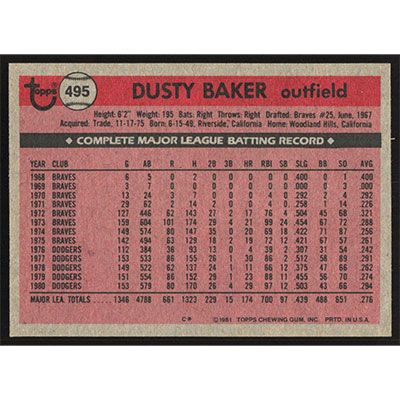 topps 495 DUSTY BAKER outfield
Height: 6'2" Weight: 195 Bats: Right Throws: Right Drafted: Braves #25, June, 1967
Acquired: Trade, 11-17-75 Born: 6-15-49, Riverside, California Home: Woodland Hills, California
COMPLETE MAJOR LEAGUE BATTING RECORD
YEAR CLUB G AB R H 2B 3B HR RBI SB SLG BB SO AVG.
1968 BRAVES 6 5 0 2 0 0 0 0 0 .400 0 1 .400
1969 BRAVES 3 7 0 0 0 0 0 0 0 .000 0 3 .000
1970 BRAVES 13 24 3 7 0 0 0 4 0 .292 2 4 .292
1971 BRAVES 29 62 2 14 2 0 0 4 0 .258 1 14 .226
1972 BRAVES 127 446 62 143 27 2 17 76 4 .504 45 68 .321
1973 BRAVES 159 604 101 174 29 4 21 99 24 .454 67 72 .288
1974 BRAVES 149 574 80 147 35 0 20 69 18 .422 71 87 .256
1975 BRAVES 142 494 63 129 18 2 19 72 12 .421 67 57 .261
1976 DODGERS 112 384 36 93 13 0 4 39 2 .307 31 54 .242
1977 DODGERS 153 533 86 155 26 1 30 86 2 .512 58 89 .291
1978 DODGERS 149 522 62 137 24 1 11 66 12 .375 47 66 .262
1979 DODGERS 151 554 86 152 29 1 23 88 11 .455 56 70 .274
1980 DODGERS 153 579 80 170 26 4 29 97 12 .503 43 66 .294
MAJOR LEA. TOTALS 1346 4788 661 1323 229 15 174 700 97 .439 488 651 .276
C* ©1981 TOPPS CHEWING GUM, INC. PRTD. IN U.S.A.